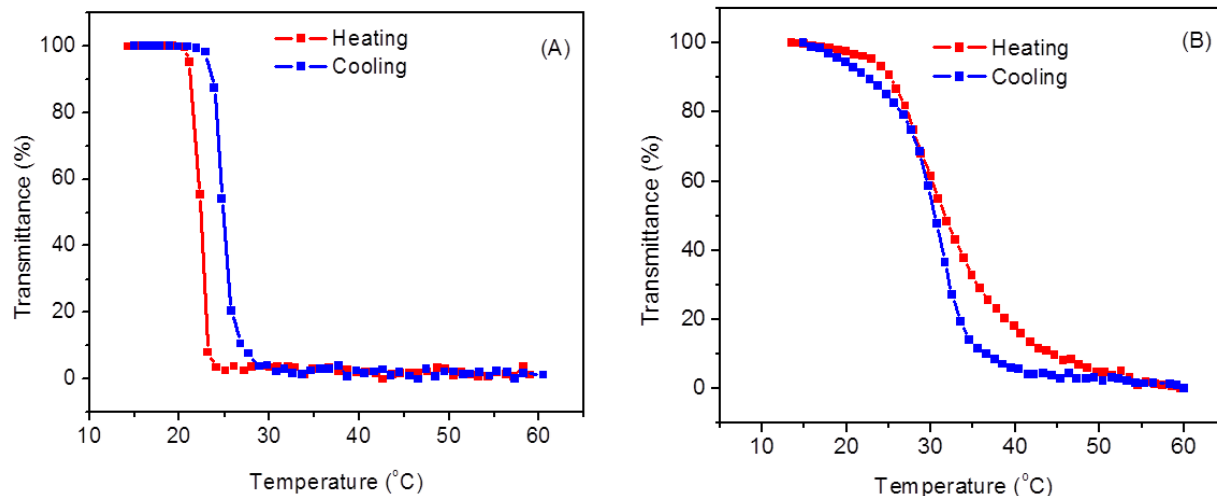 (A)
Heating
Cooling
Transmittance (%)
100
80
60
40
20
0
10 20 30 40 50 60
Temperature (°C)
(B)
Heating
Cooling
Transmittance (%)
100
80
60
40
20
0
10 20 30 40 50 60
Temperature (°C)